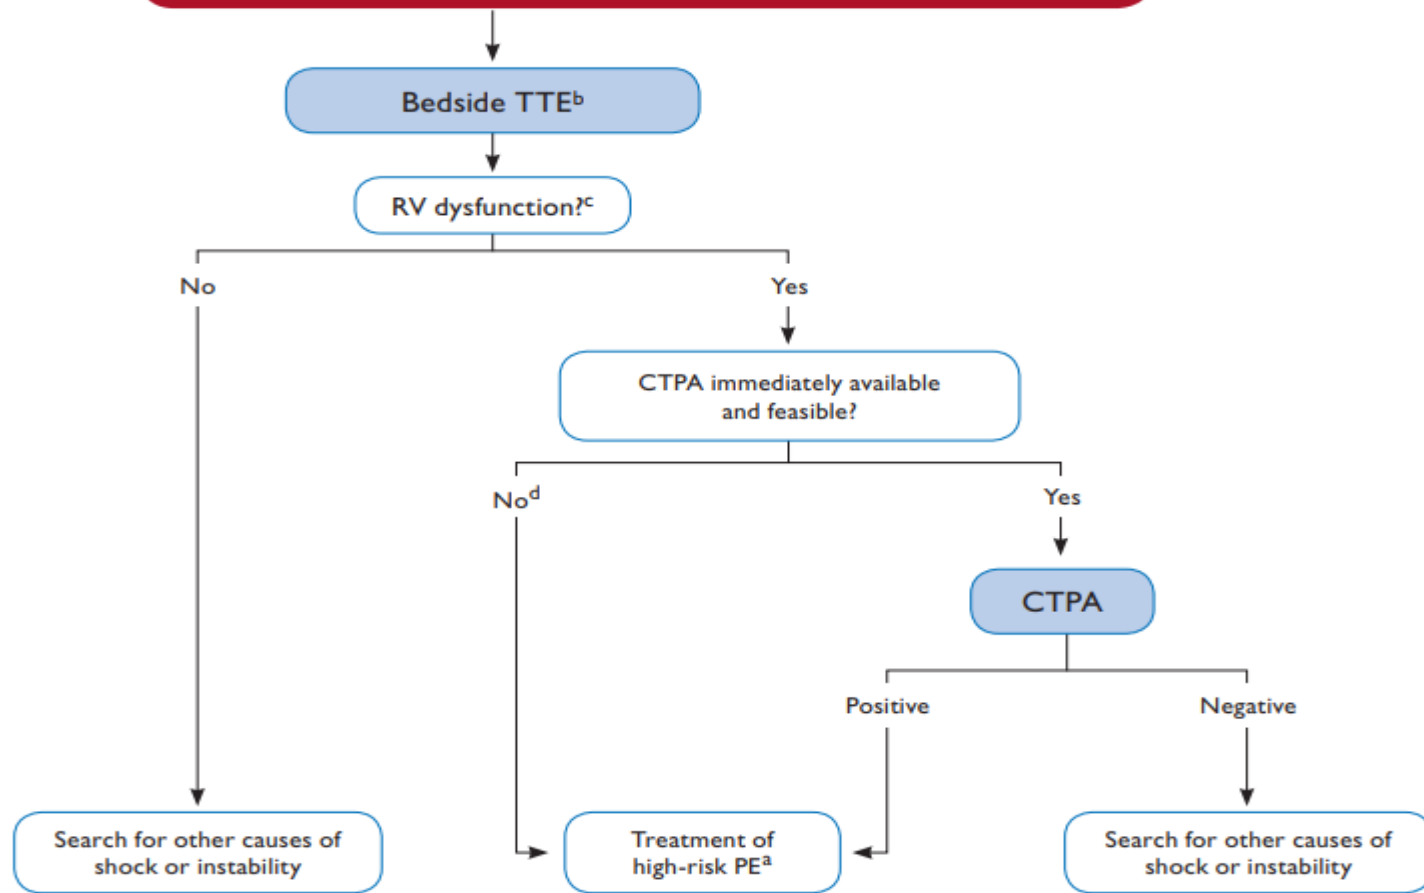 Bedside TTEᵇ
RV dysfunction?ᶜ
No
Yes
CTPA immediately available
and feasible?
Noᵈ
Yes
CTPA
Positive
Negative
Search for other causes of
shock or instability
Treatment of
high-risk PEᵃ
Search for other causes of
shock or instability